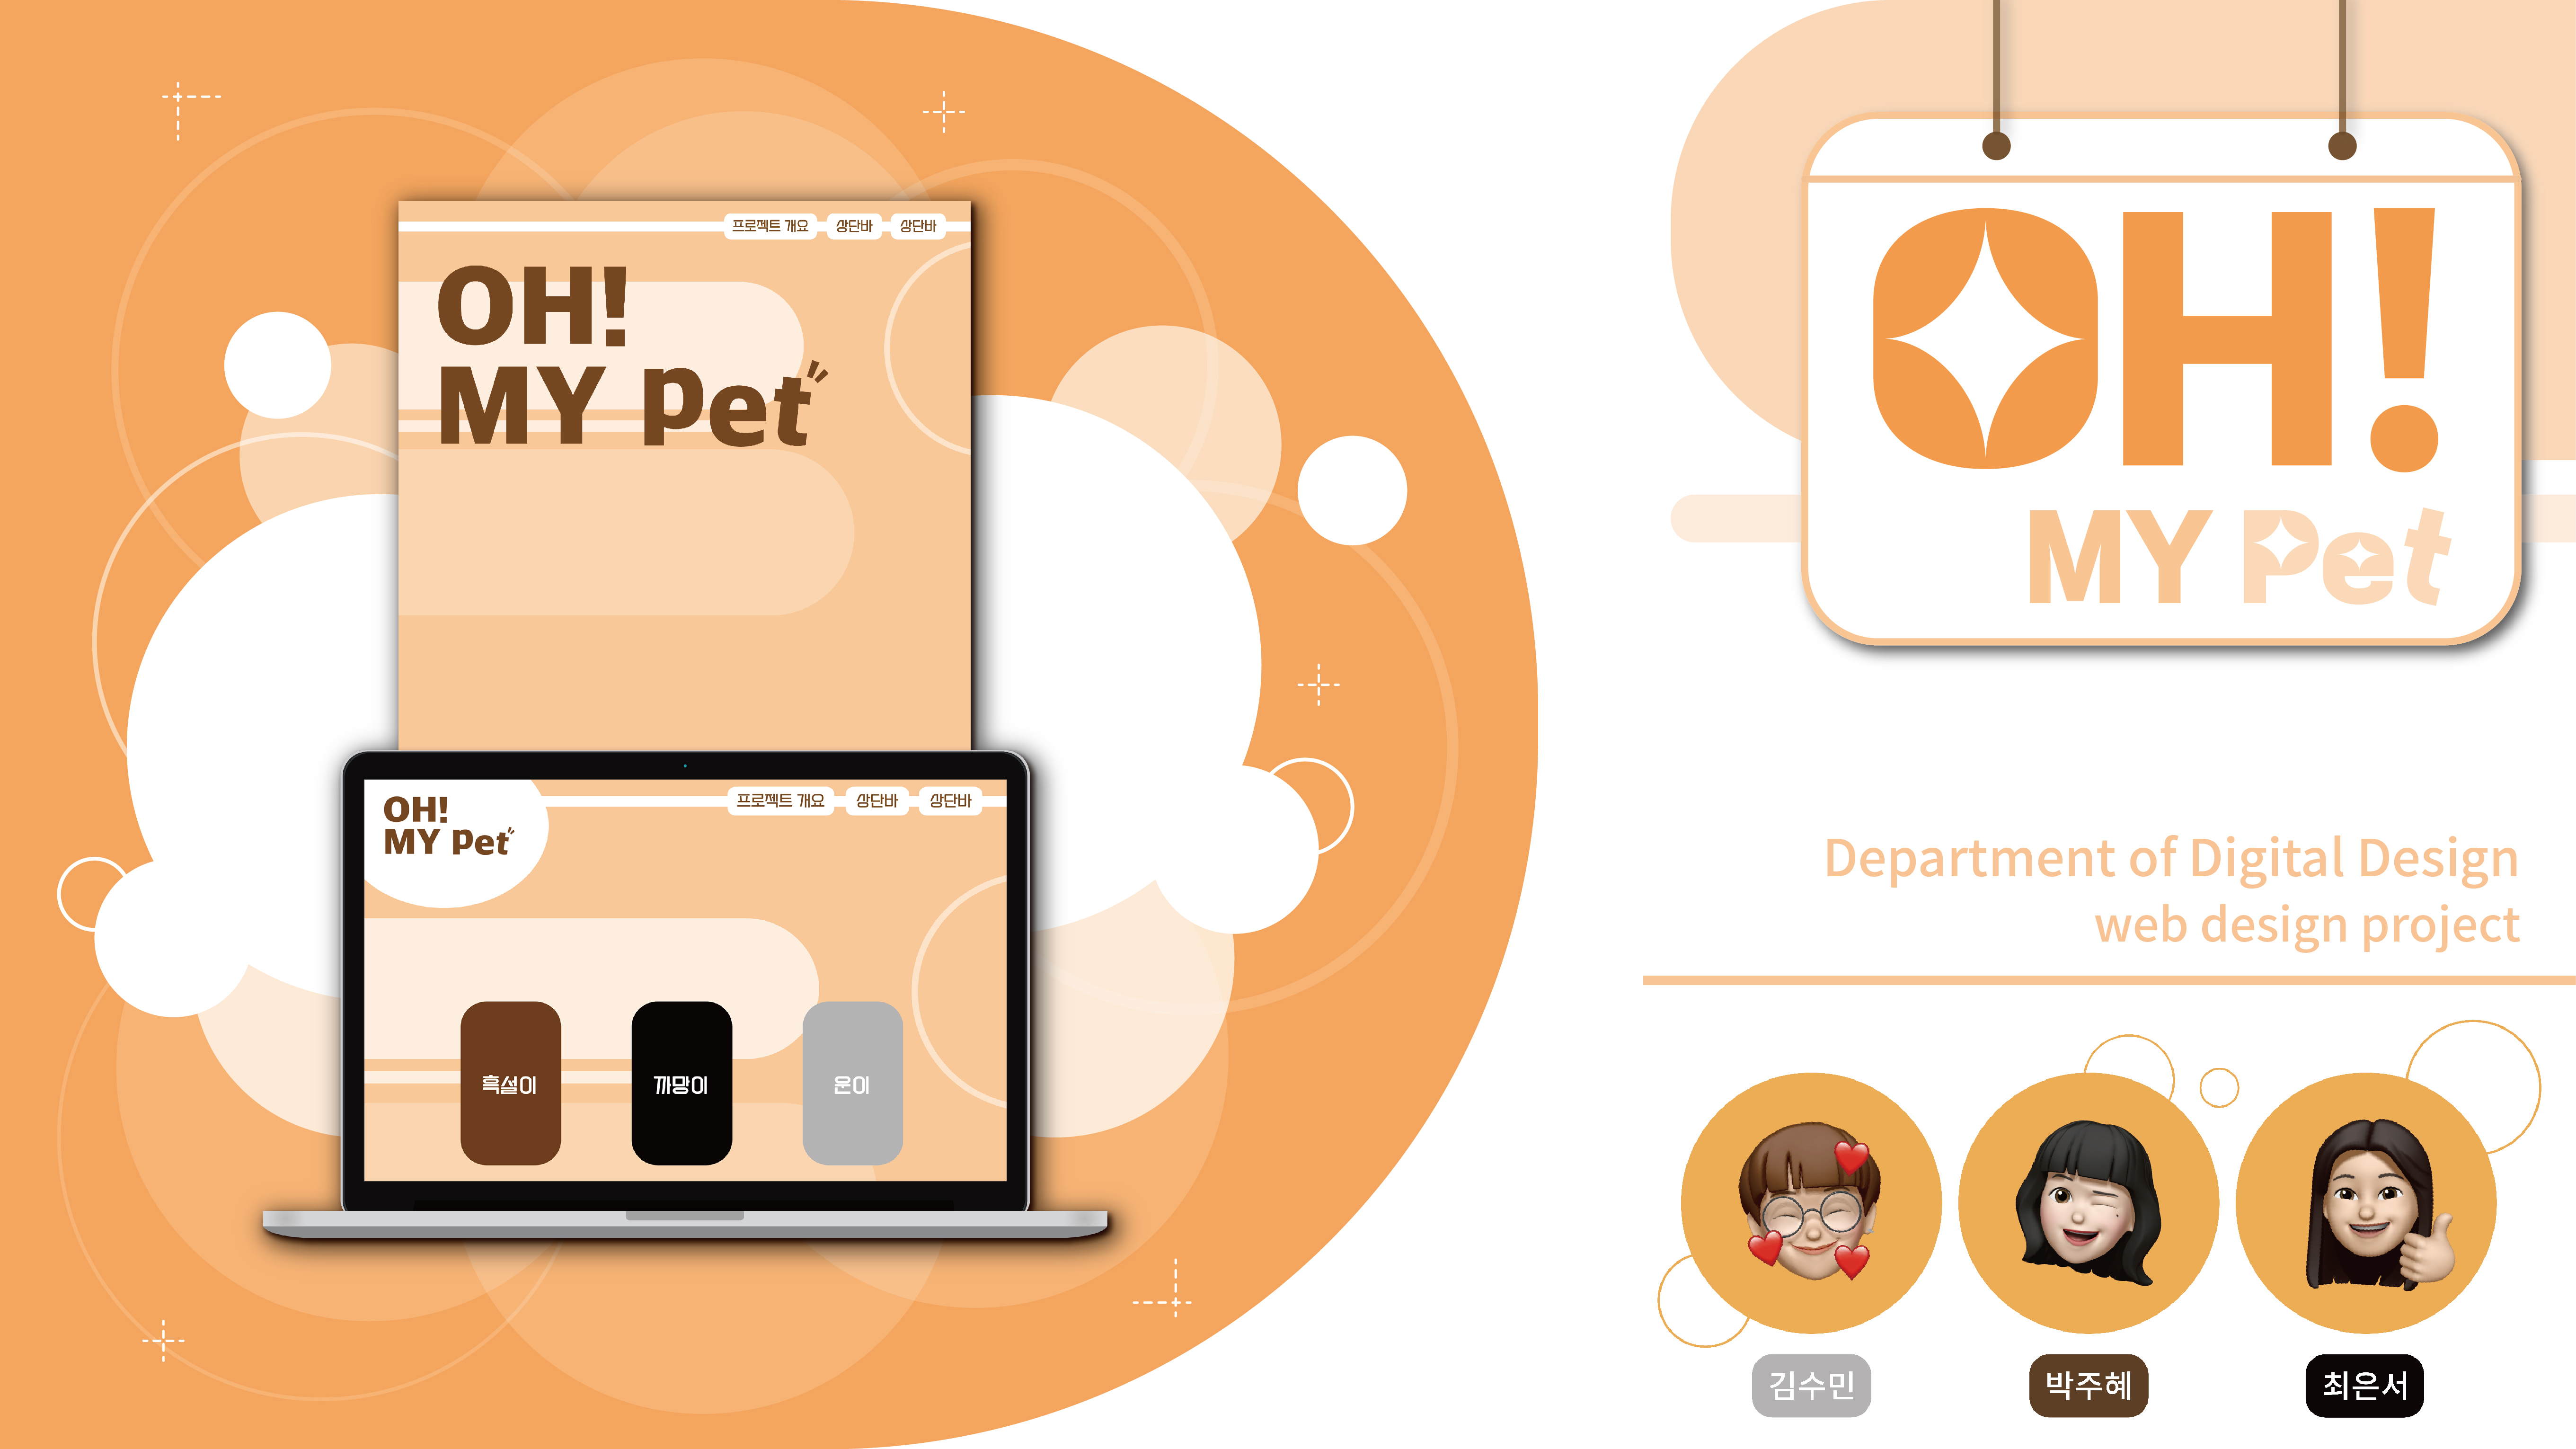 프로젝트 개요 상단바 상단바
OH!
MY Pet
OH!
MY Pet
프로젝트 개요 상단바 상단바
흑설이 까망이 운이
OH!
MY Pet
Department of Digital Design
web design project
김수민 박주혜 최은서